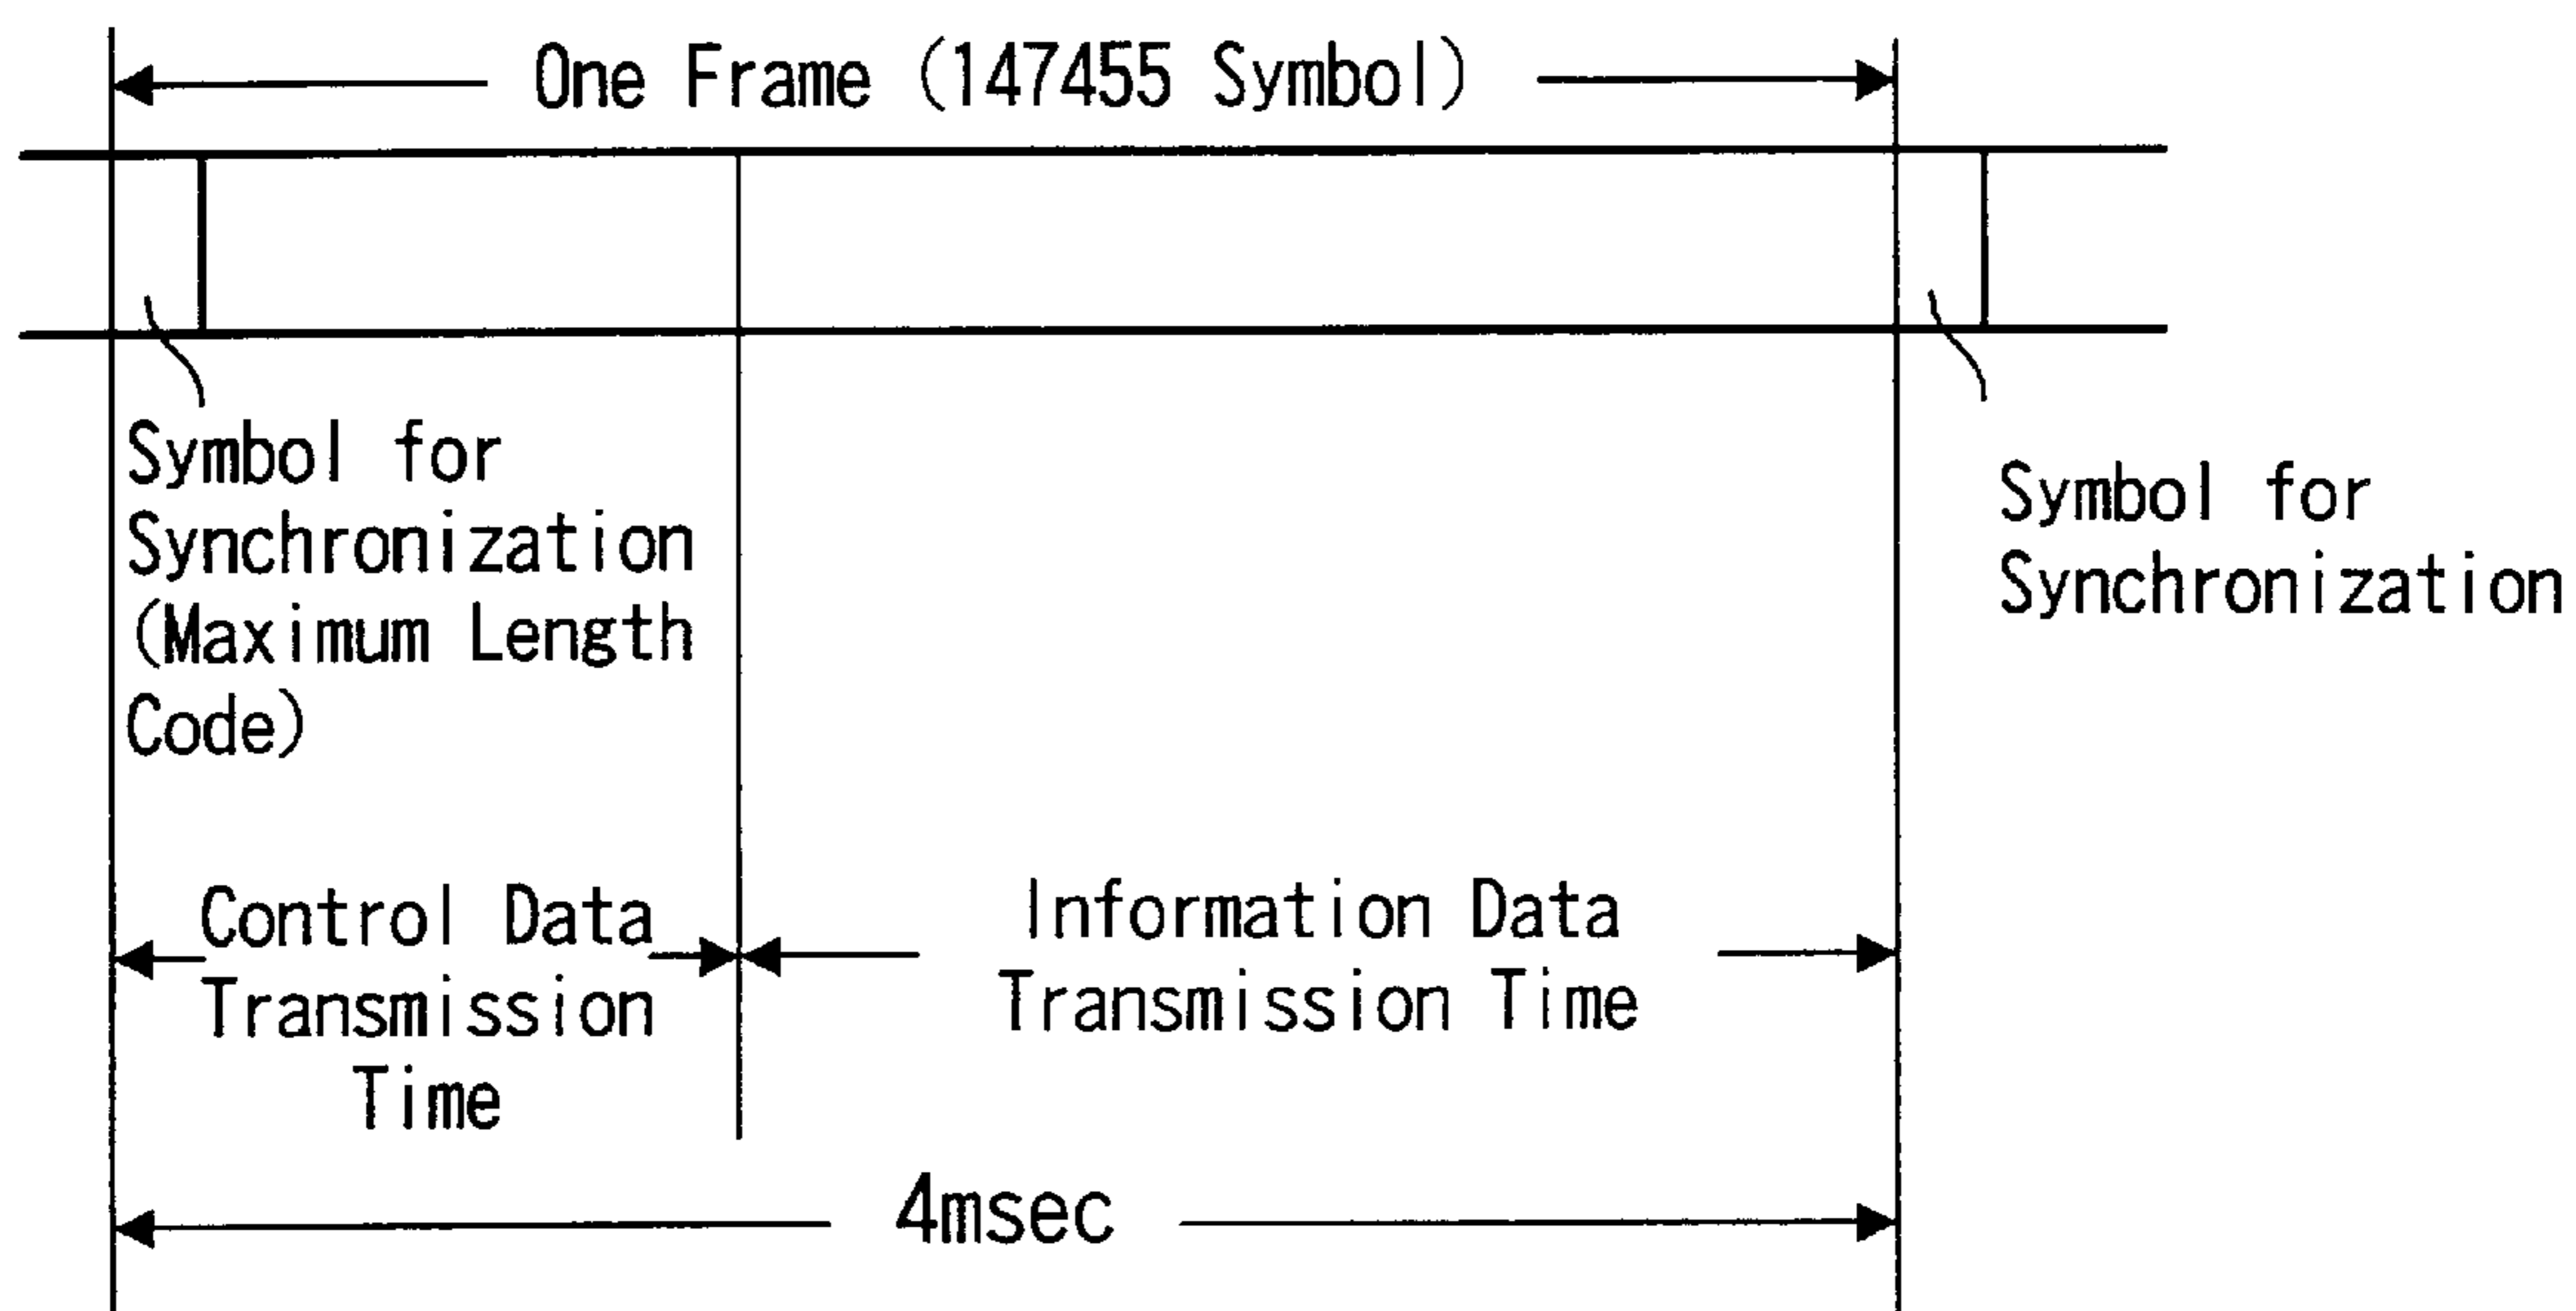 One Frame (147455 Symbol)
Symbol for
Synchronization
(Maximum Length
Code)
Symbol for
Synchronization
Control Data
Transmission
Time
Information Data
Transmission Time
4msec